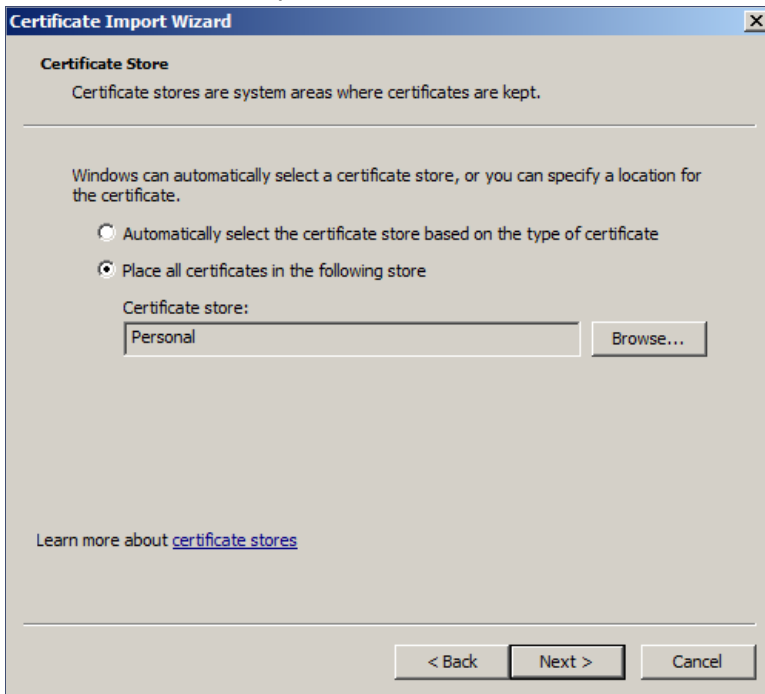 Certificate Import Wizard
Certificate Store
Certificate stores are system areas where certificates are kept.
Windows can automatically select a certificate store, or you can specify a location for
the certificate.
Automatically select the certificate store based on the type of certificate
Place all certificates in the following store
Certificate store:
Personal
Browse...
Learn more about certificate stores
< Back
Next >
Cancel